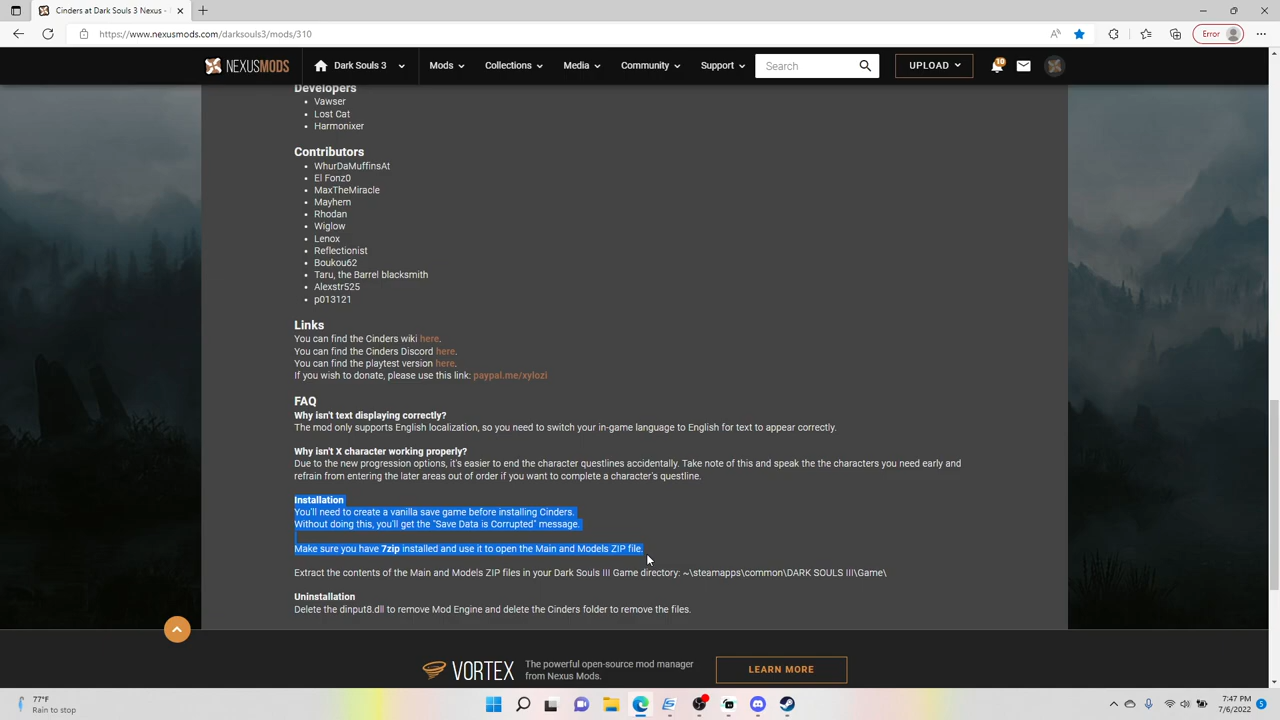 Cinders at Dark Souls 3 Nexus -
https://www.nexusmods.com/darksouls3/mods/310
Error
NEXUSMODS
Dark Souls 3
Mods
Collections
Media
Community
Support
Search
UPLOAD
10
Developers
Vawser
Lost Cat
Harmonixer
Contributors
WhurDaMuffinsAt
El Fonz0
MaxTheMiracle
Mayhem
Rhodan
Wiglow
Lenox
Reflectionist
Boukou62
Taru, the Barrel blacksmith
Alexstr525
p013121
Links
You can find the Cinders wiki here.
You can find the Cinders Discord here.
You can find the playtest version here.
If you wish to donate, please use this link: paypal.me/xylozi
FAQ
Why isn't text displaying correctly?
The mod only supports English localization, so you need to switch your in-game language to English for text to appear correctly.
Why isn't X character working properly?
Due to the new progression options, it's easier to end the character questlines accidentally. Take note of this and speak the the characters you need early and
refrain from entering the later areas out of order if you want to complete a character's questline.
Installation
You'll need to create a vanilla save game before installing Cinders.
Without doing this, you'll get the "Save Data is Corrupted" message.
Make sure you have 7zip installed and use it to open the Main and Models ZIP file.
Extract the contents of the Main and Models ZIP files in your Dark Souls III Game directory: ~\steamapps\common\DARK SOULS III\Game\
Uninstallation
Delete the dinput8.dll to remove Mod Engine and delete the Cinders folder to remove the files.
VORTEX
The powerful open-source mod manager
from Nexus Mods.
LEARN MORE
77°F
Rain to stop
7:47 PM
7/6/2022
5